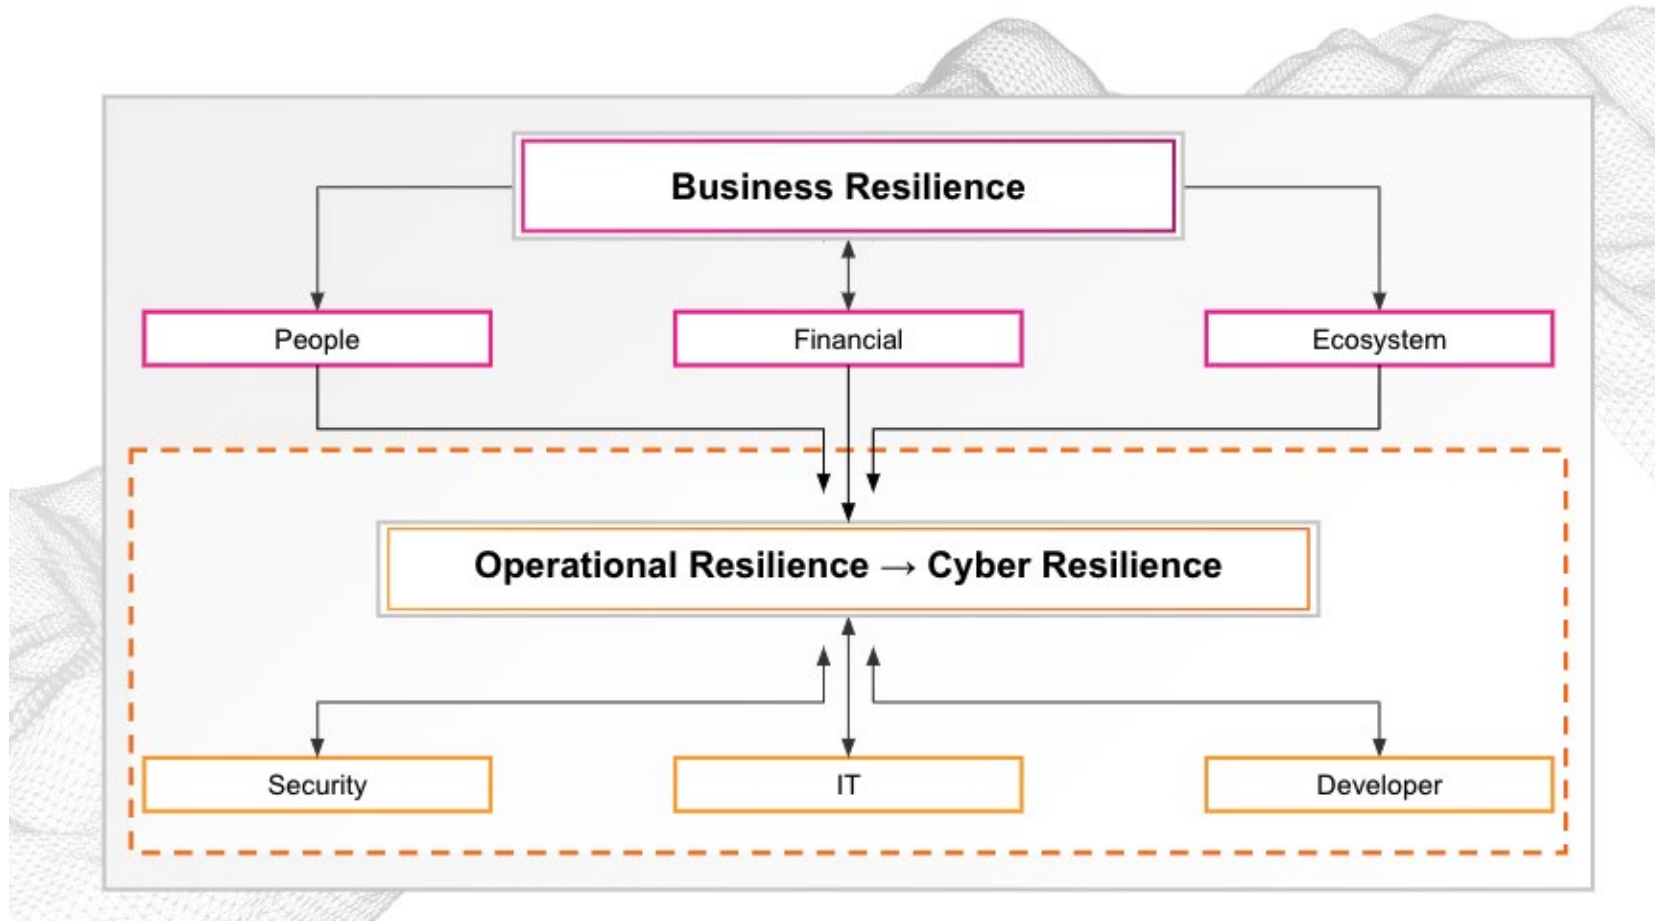 Business Resilience
People
Financial
Ecosystem
Operational Resilience → Cyber Resilience
Security
IT
Developer